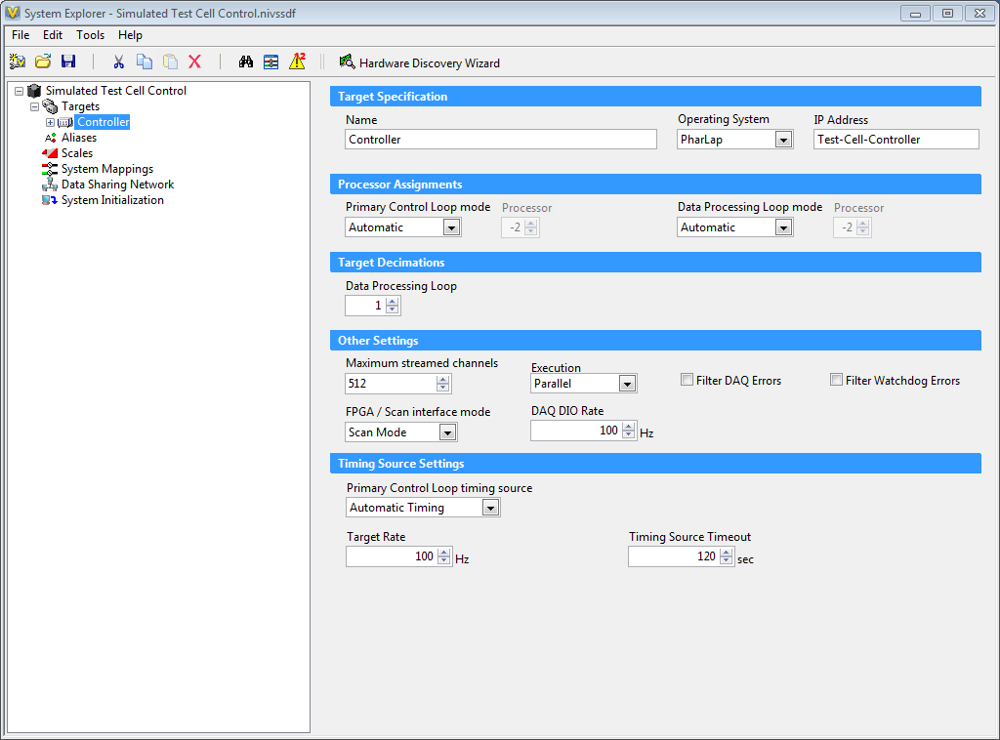 System Explorer - Simulated Test Cell Control.nivssdf
File Edit Tools Help
12
Hardware Discovery Wizard
Simulated Test Cell Control
Targets
Controller
Aliases
Scales
System Mappings
Data Sharing Network
System Initialization
Target Specification
Name Operating System IP Address
Controller PharLap Test-Cell-Controller
Processor Assignments
Primary Control Loop mode Processor Data Processing Loop mode Processor
Automatic -2 Automatic -2
Target Decimations
Data Processing Loop
1
Other Settings
Maximum streamed channels Execution
512 Parallel Filter DAQ Errors Filter Watchdog Errors
FPGA / Scan interface mode DAQ DIO Rate
Scan Mode 100 Hz
Timing Source Settings
Primary Control Loop timing source
Automatic Timing
Target Rate Timing Source Timeout
100 Hz 120 sec